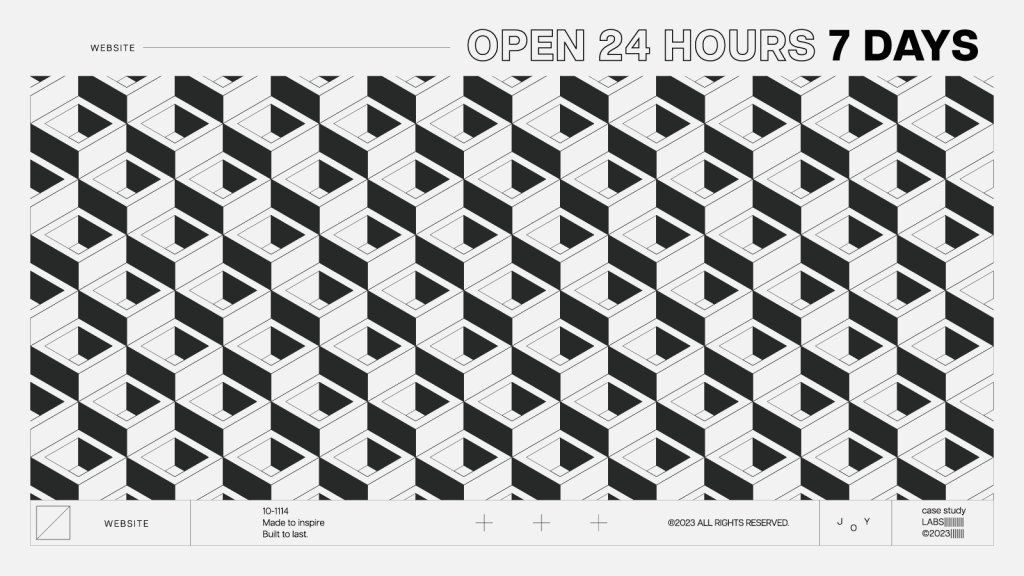 WEBSITE
OPEN 24 HOURS 7 DAYS
WEBSITE
10-1114
Made to inspire
Built to last.
©2023 ALL RIGHTS RESERVED.
JOY
case study
LABS||||||||||
©2023|||||||